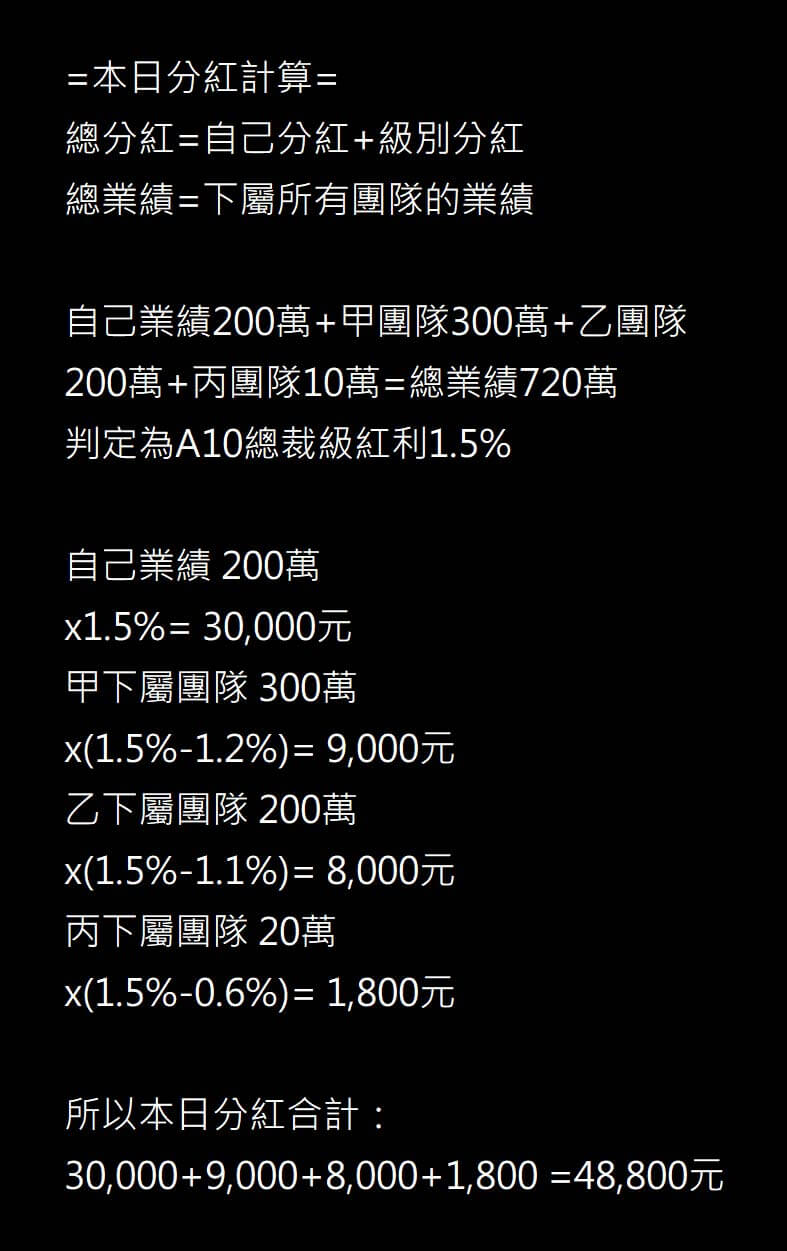 =本日分紅計算=
總分紅=自己分紅+級別分紅
總業績=下屬所有團隊的業績
自己業績200萬+甲團隊300萬+乙團隊
200萬+丙團隊10萬=總業績720萬
判定為A10總裁級紅利1.5%
自己業績 200萬
x1.5%= 30,000元
甲下屬團隊 300萬
x(1.5%-1.2%)= 9,000元
乙下屬團隊 200萬
x(1.5%-1.1%)= 8,000元
丙下屬團隊 20萬
x(1.5%-0.6%)= 1,800元
所以本日分紅合計：
30,000+9,000+8,000+1,800 =48,800元